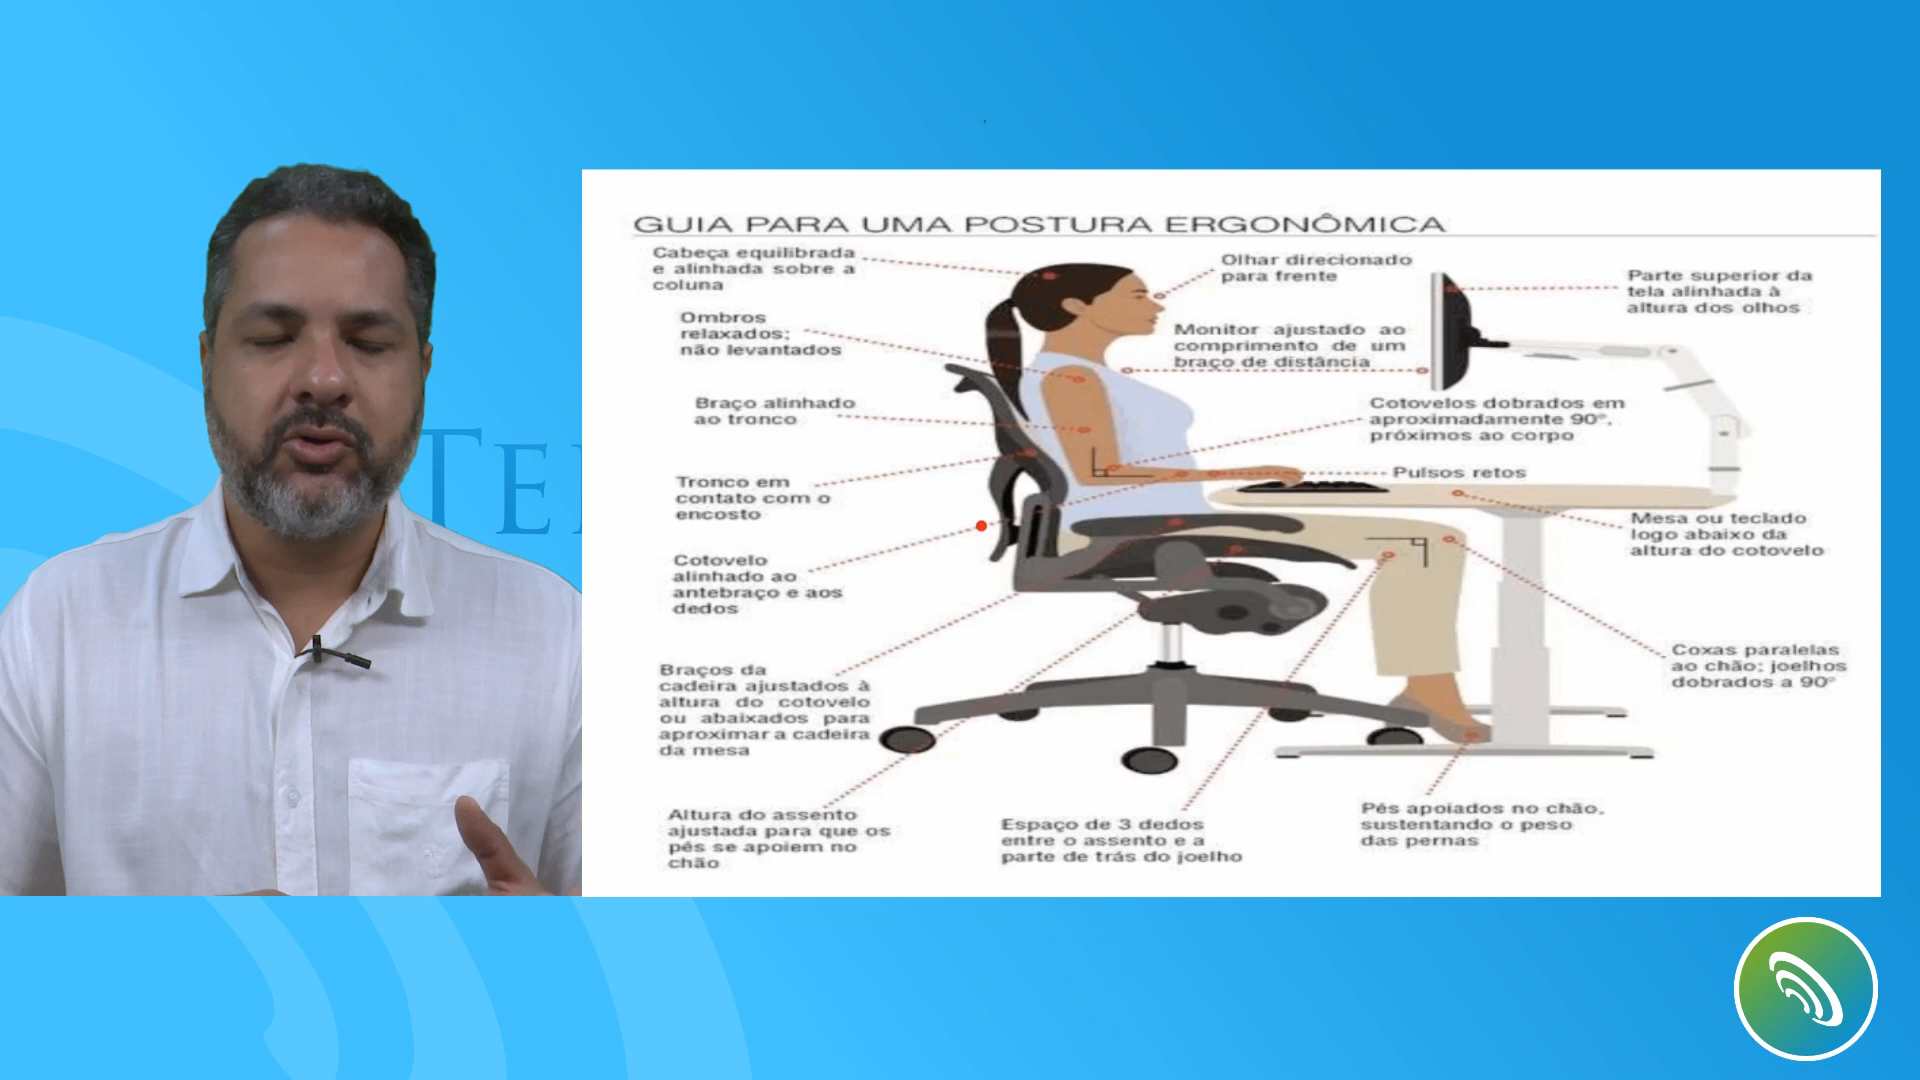 GUIA PARA UMA POSTURA ERGONÔMICA
Cabeça equilibrada
e alinhada sobre a
coluna
Ombros
relaxados;
não levantados
Braço alinhado
ao tronco
Tronco em
contato com o
encosto
Cotovelo
alinhado ao
antebraço e aos
dedos
Braços da
cadeira ajustados à
altura do cotovelo
ou abaixados para
aproximar a cadeira
da mesa
Altura do assento
ajustada para que os
pés se apoiem no
chão
Olhar direcionado
para frente
Monitor ajustado ao
comprimento de um
braço de distância
Parte superior da
tela alinhada à
altura dos olhos
Cotovelos dobrados em
aproximadamente 90°,
próximos ao corpo
Pulsos retos
Mesa ou teclado
logo abaixo da
altura do cotovelo
Coxas paralelas
ao chão; joelhos
dobrados a 90°
Espaço de 3 dedos
entre o assento e a
parte de trás do joelho
Pés apoiados no chão,
sustentando o peso
das pernas